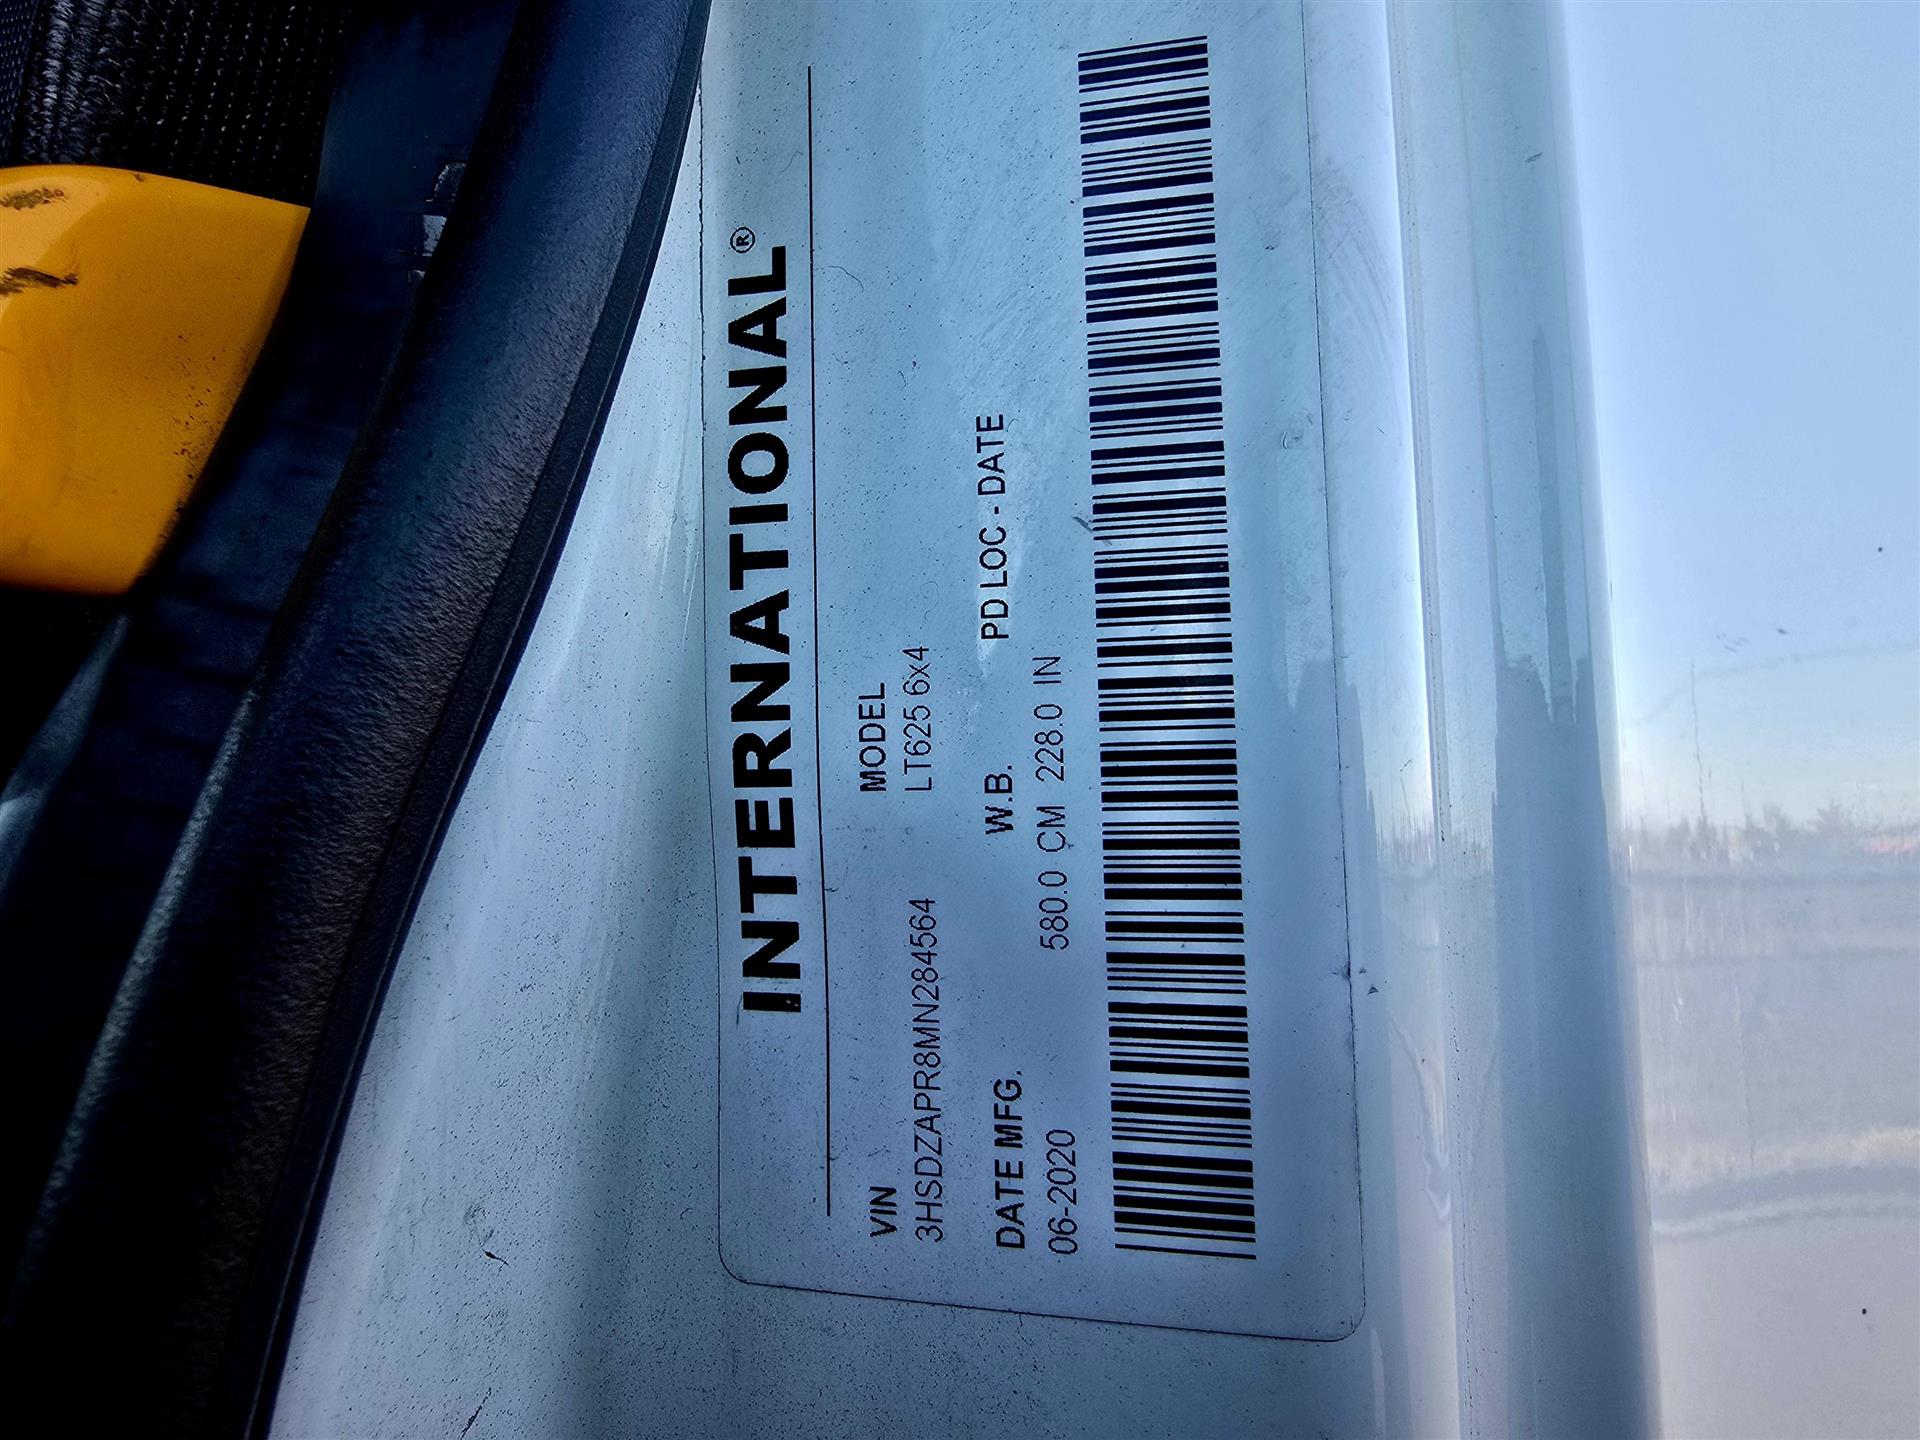 INTERNATIONAL®
VIN MODEL
3HSDZAPR8MN284564 LT625 6x4
DATE MFG. W.B. PD LOC - DATE
06-2020 580.0 CM 228.0 IN